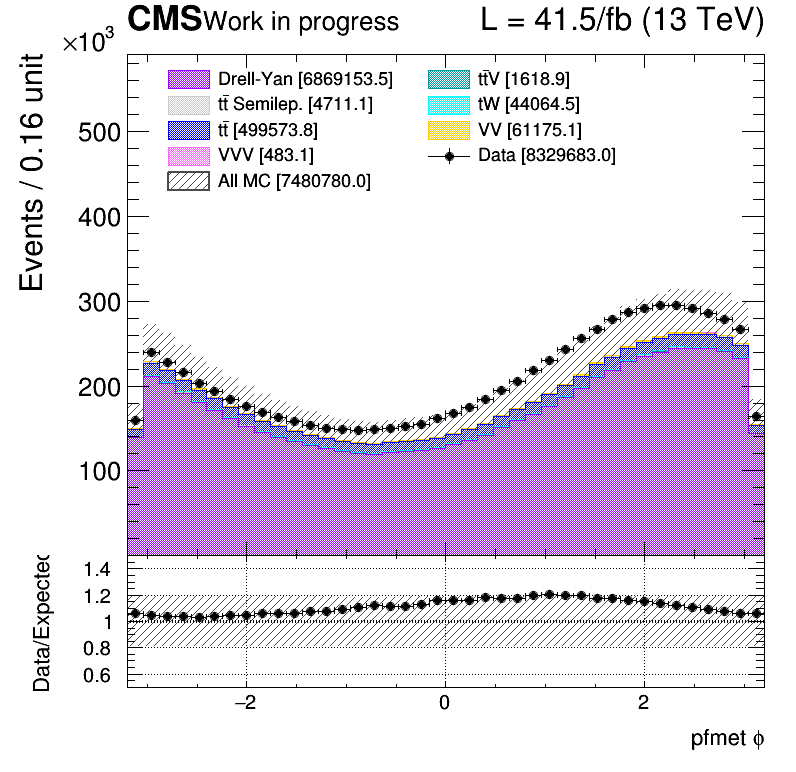 CMS Work in progress L = 41.5/fb (13 TeV)
×10³
Events / 0.16 unit
Drell-Yan [6869153.5]
tt̄ Semilep. [4711.1]
tt̄ [499573.8]
VVV [483.1]
All MC [7480780.0]
tt̄V [1618.9]
tW [44064.5]
VV [61175.1]
Data [8329683.0]
500
400
300
200
100
Data/Expected
1.4
1.2
1
0.8
0.6
−2 0 2
pfmet ϕ